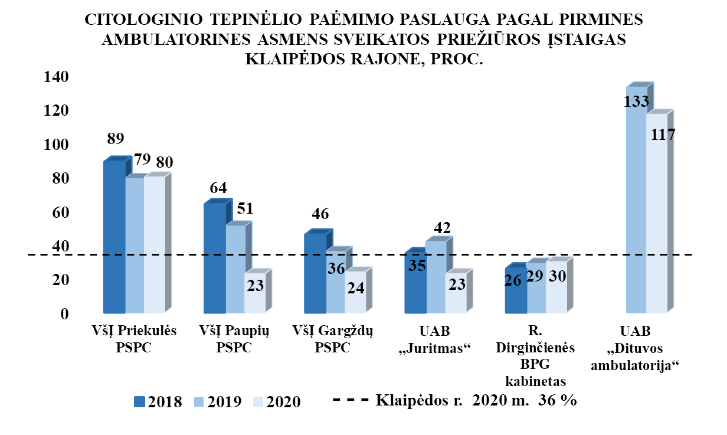 CITOLOGINIO TEPINĖLIO PAĖMIMO PASLAUGA PAGAL PIRMINES
AMBULATORINES ASMENS SVEIKATOS PRIEŽIŪROS ĮSTAIGAS
KLAIPĖDOS RAJONE, PROC.
140
120
100
80
60
40
20
0
89
79
80
64
51
23
46
36
24
35
42
23
26
29
30
133
117
VšĮ Priekulės
PSPC
VšĮ Paupių
PSPC
VšĮ Gargždų
PSPC
UAB
„Juritmas“
R.
Dirginčienės
BPG
kabinetas
UAB
„Dituvos
ambulatorija“
2018 2019 2020 Klaipėdos r. 2020 m. 36 %